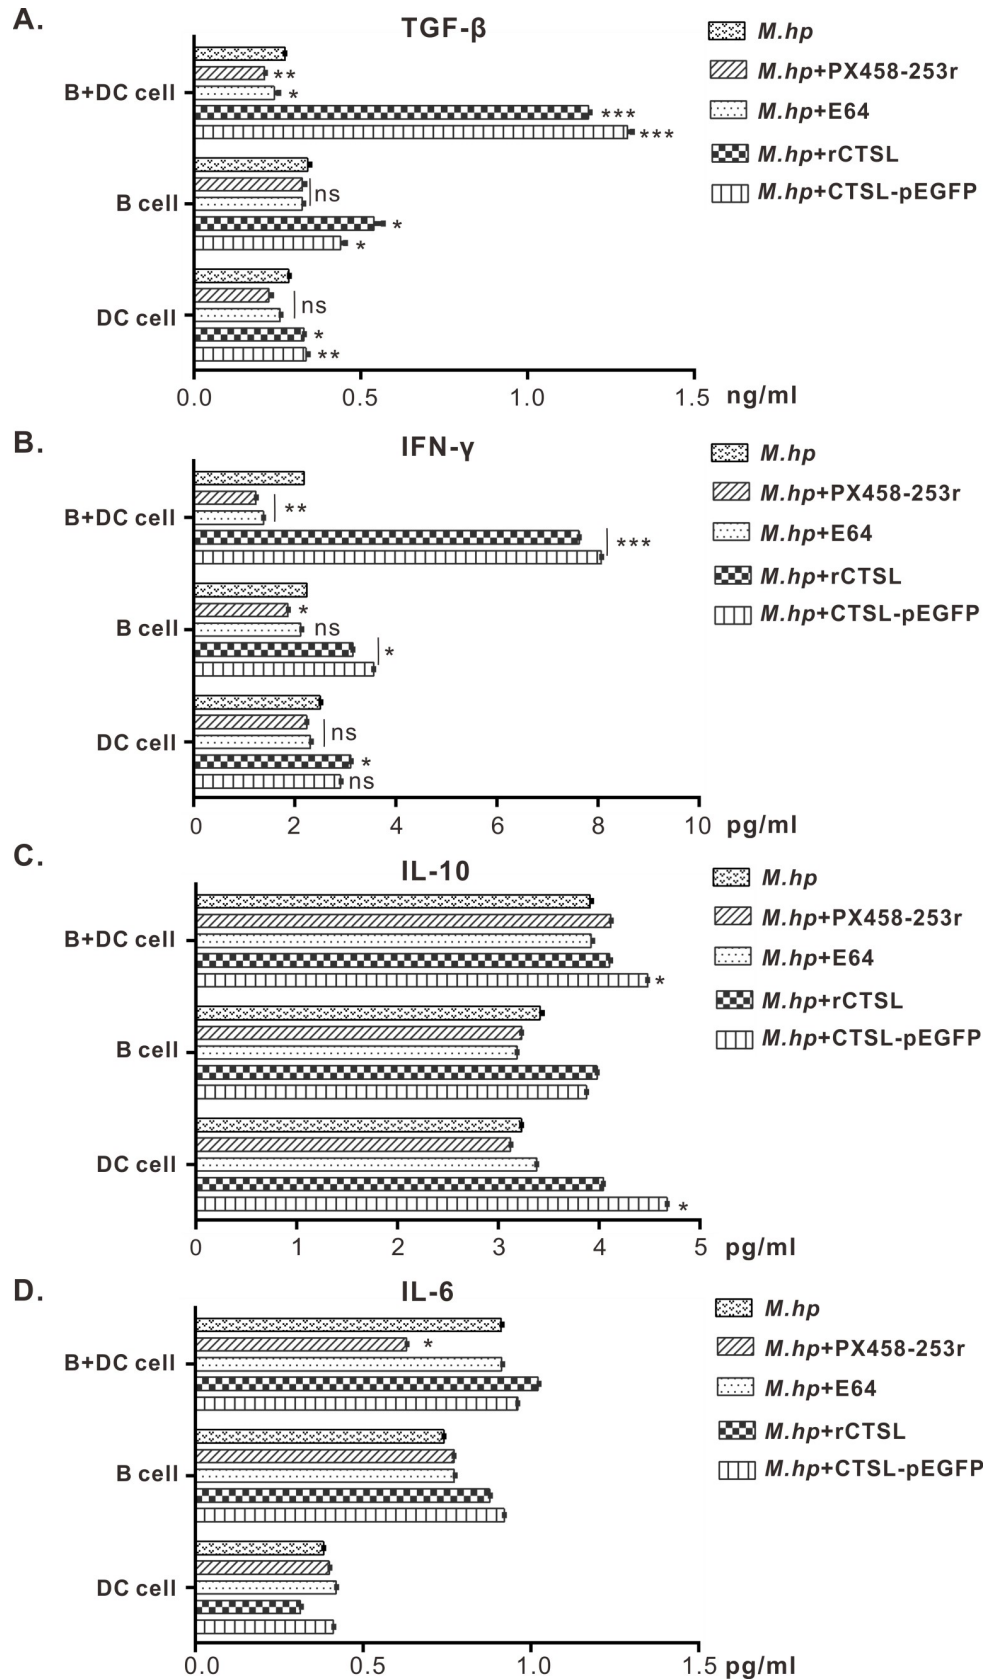 A.
TGF-β
M.hp
B+DC cell
**
*
***
***
M.hp+PX458-253r
M.hp+E64
M.hp+rCTSL
M.hp+CTSL-pEGFP
B cell
ns
*
*
DC cell
ns
*
**
0.0 0.5 1.0 1.5 ng/ml
B.
IFN-γ
M.hp
B+DC cell
**
***
M.hp+PX458-253r
M.hp+E64
M.hp+rCTSL
M.hp+CTSL-pEGFP
B cell
*
ns
*
DC cell
ns
*
ns
0 2 4 6 8 10 pg/ml
C.
IL-10
M.hp
B+DC cell
*
M.hp+PX458-253r
M.hp+E64
M.hp+rCTSL
M.hp+CTSL-pEGFP
B cell
DC cell
*
0 1 2 3 4 5 pg/ml
D.
IL-6
M.hp
B+DC cell
*
M.hp+PX458-253r
M.hp+E64
M.hp+rCTSL
M.hp+CTSL-pEGFP
B cell
DC cell
0.0 0.5 1.0 1.5 pg/ml